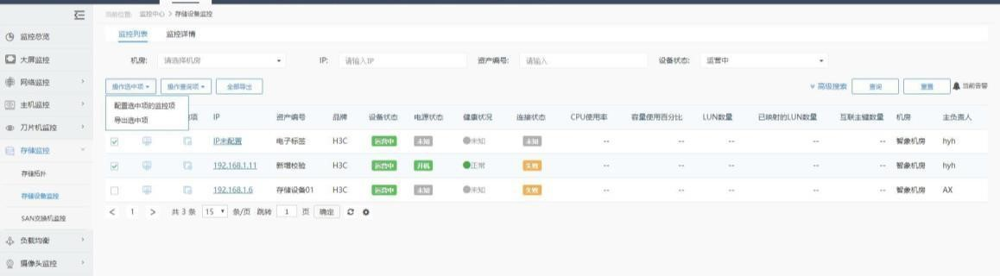 当前位置: 监控中心 > 存储设备监控
监控总览
大屏监控
网络监控
主机监控
刀片机监控
存储监控
存储拓扑
存储设备监控
SAN交换机监控
负载均衡
摄像头监控
监控列表 监控详情
机房: 请选择机房 IP: 请输入IP 资产编号: 请输入 设备状态: 运营中
操作选中项 操作查询项 全部导出 高级搜索 查询 重置 当前告警
配置选中项的监控项
导出选中项
IP 资产编号 品牌 设备状态 电源状态 健康状况 连接状态 CPU使用率 容量使用百分比 LUN数量 已映射的LUN数量 互联主键数量 机房 主负责人
IP未配置 电子标签 H3C 运营中 未知 未知 未知 -- -- -- -- -- 智象机房 hyh
192.168.1.11 新增校验 H3C 运营中 开机 正常 失败 -- -- -- -- -- 智象机房 hyh
192.168.1.6 存储设备01 H3C 运营中 未知 未知 失败 -- -- -- -- -- 智象机房 AX
< 1 > 共 3 条 15 条/页 跳转 1 页 确定